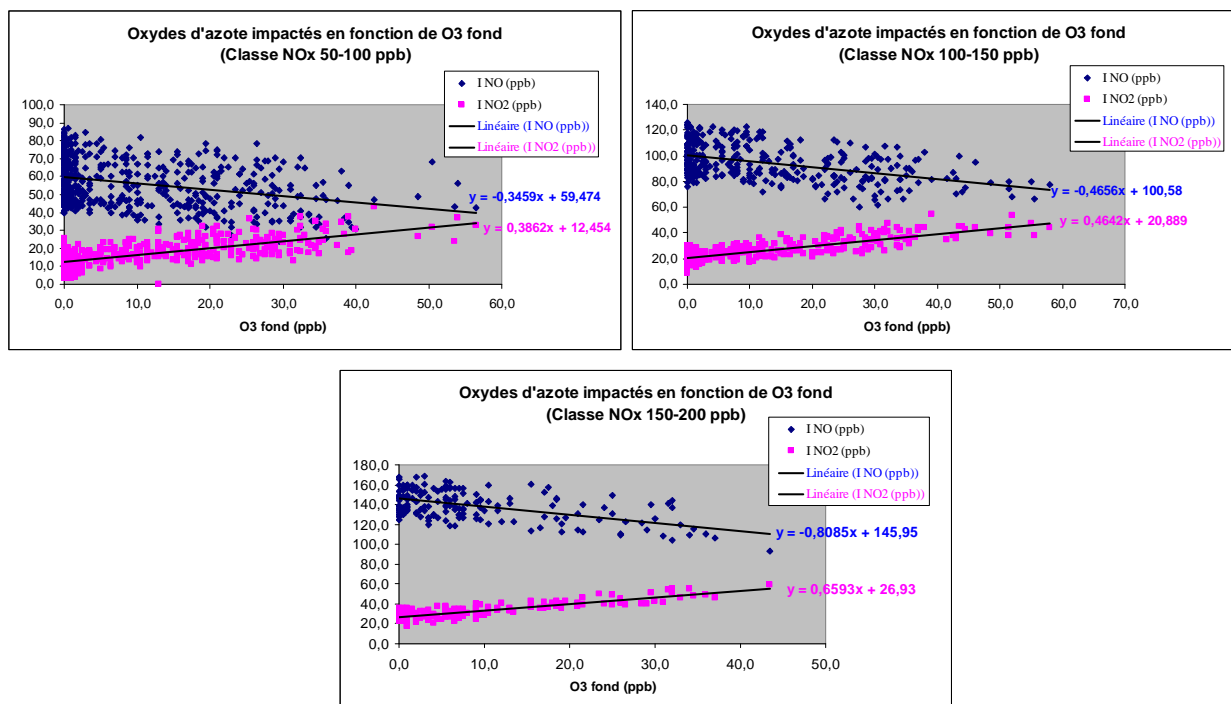 Oxydes d'azote impactés en fonction de O3 fond
(Classe NOx 50-100 ppb)
I NO (ppb)
I NO2 (ppb)
Linéaire (I NO (ppb))
Linéaire (I NO2 (ppb))
100,0
90,0
80,0
70,0
60,0
50,0
40,0
30,0
20,0
10,0
0,0
y = -0,3459x + 59,474
y = 0,3862x + 12,454
0,0 10,0 20,0 30,0 40,0 50,0 60,0
O3 fond (ppb)
Oxydes d'azote impactés en fonction de O3 fond
(Classe NOx 100-150 ppb)
I NO (ppb)
I NO2 (ppb)
Linéaire (I NO (ppb))
Linéaire (I NO2 (ppb))
140,0
120,0
100,0
80,0
60,0
40,0
20,0
0,0
y = -0,4656x + 100,58
y = 0,4642x + 20,889
0,0 10,0 20,0 30,0 40,0 50,0 60,0 70,0
O3 fond (ppb)
Oxydes d'azote impactés en fonction de O3 fond
(Classe NOx 150-200 ppb)
I NO (ppb)
I NO2 (ppb)
Linéaire (I NO (ppb))
Linéaire (I NO2 (ppb))
180,0
160,0
140,0
120,0
100,0
80,0
60,0
40,0
20,0
0,0
y = -0,8085x + 145,95
y = 0,6593x + 26,93
0,0 10,0 20,0 30,0 40,0 50,0
O3 fond (ppb)